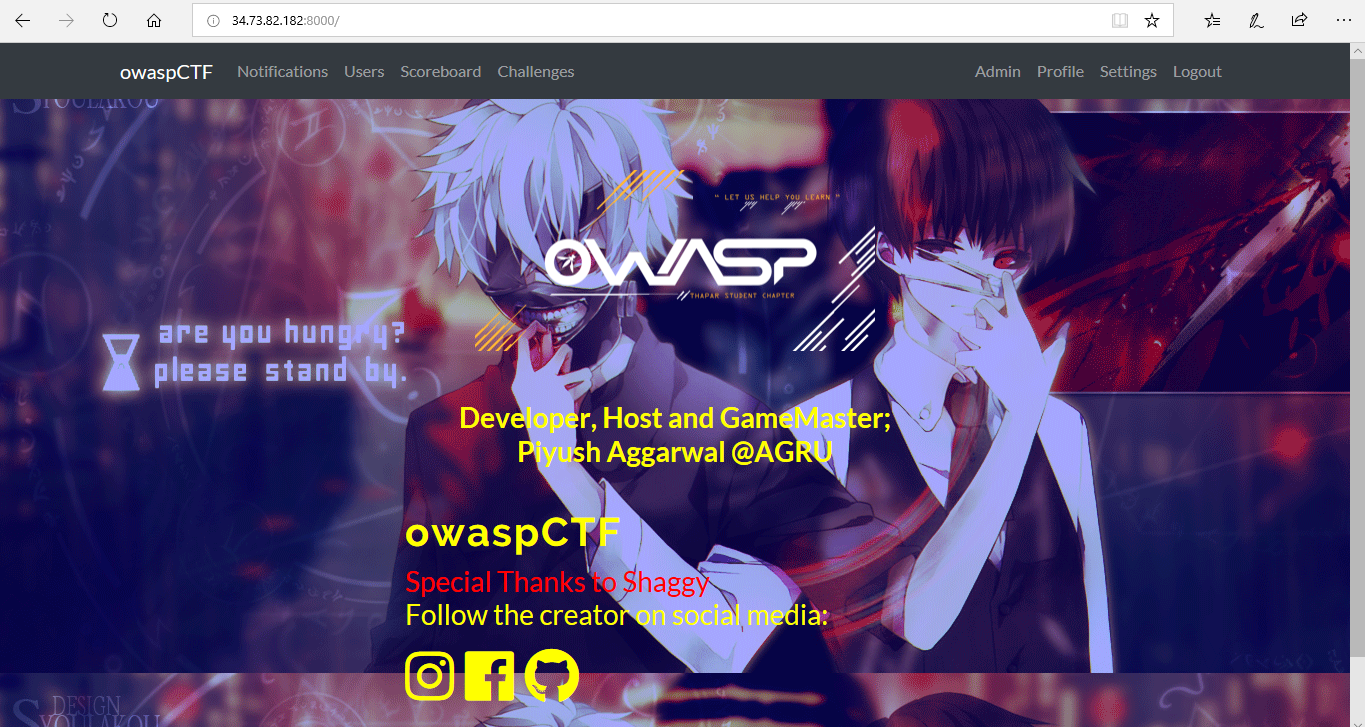 34.73.82.182:8000/
owaspCTF Notifications Users Scoreboard Challenges Admin Profile Settings Logout
" LET US HELP YOU LEARN "
OWASP
THAPAR STUDENT CHAPTER
are you hungry?
please stand by.
Developer, Host and GameMaster;
Piyush Aggarwal @AGRU
owaspCTF
Special Thanks to Shaggy
Follow the creator on social media:
DESIGN
SYOULAKOU